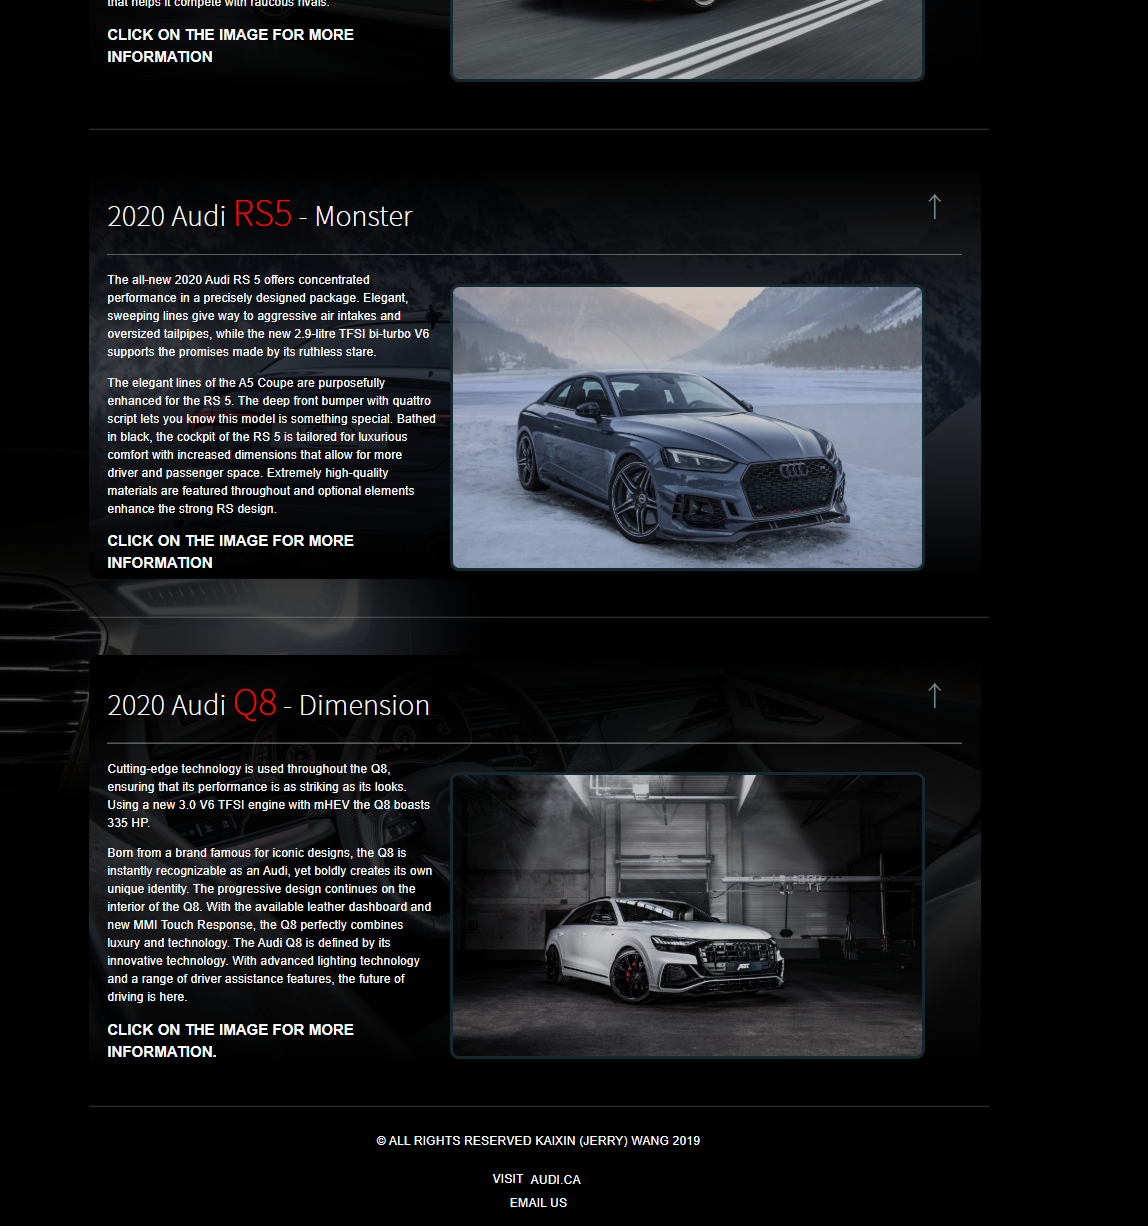 that helps it compete with raucous rivals.
CLICK ON THE IMAGE FOR MORE
INFORMATION
2020 Audi RS5 - Monster
The all-new 2020 Audi RS 5 offers concentrated
performance in a precisely designed package. Elegant,
sweeping lines give way to aggressive air intakes and
oversized tailpipes, while the new 2.9-litre TFSI bi-turbo V6
supports the promises made by its ruthless stare.
The elegant lines of the A5 Coupe are purposefully
enhanced for the RS 5. The deep front bumper with quattro
script lets you know this model is something special. Bathed
in black, the cockpit of the RS 5 is tailored for luxurious
comfort with increased dimensions that allow for more
driver and passenger space. Extremely high-quality
materials are featured throughout and optional elements
enhance the strong RS design.
CLICK ON THE IMAGE FOR MORE
INFORMATION
2020 Audi Q8 - Dimension
Cutting-edge technology is used throughout the Q8,
ensuring that its performance is as striking as its looks.
Using a new 3.0 V6 TFSI engine with mHEV the Q8 boasts
335 HP.
Born from a brand famous for iconic designs, the Q8 is
instantly recognizable as an Audi, yet boldly creates its own
unique identity. The progressive design continues on the
interior of the Q8. With the available leather dashboard and
new MMI Touch Response, the Q8 perfectly combines
luxury and technology. The Audi Q8 is defined by its
innovative technology. With advanced lighting technology
and a range of driver assistance features, the future of
driving is here.
ABT
CLICK ON THE IMAGE FOR MORE
INFORMATION.
© ALL RIGHTS RESERVED KAIXIN (JERRY) WANG 2019
VISIT AUDI.CA
EMAIL US